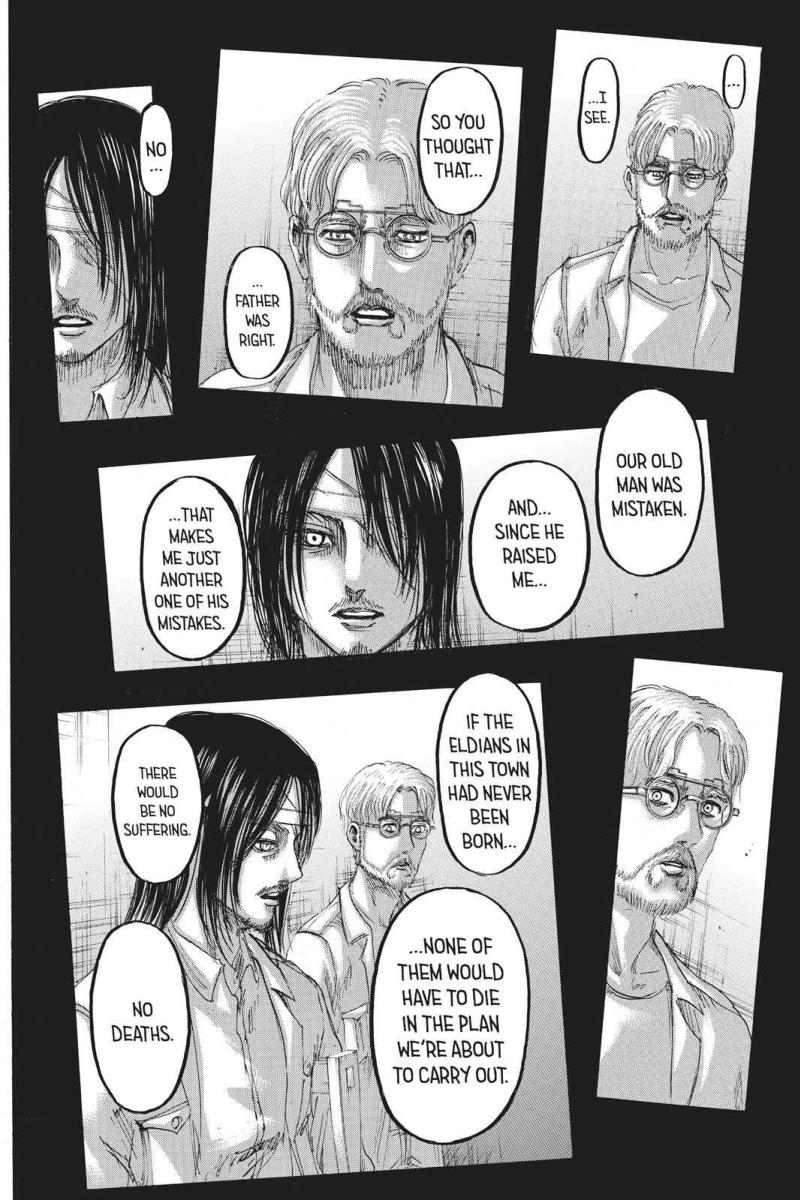 ...
...I
SEE.
SO YOU
THOUGHT
THAT...
...
FATHER
WAS
RIGHT.
NO
...
OUR OLD
MAN WAS
MISTAKEN.
AND...
SINCE HE
RAISED
ME...
...THAT
MAKES
ME JUST
ANOTHER
ONE OF HIS
MISTAKES.
IF THE
ELDIANS IN
THIS TOWN
HAD NEVER
BEEN
BORN...
...NONE OF
THEM WOULD
HAVE TO DIE
IN THE PLAN
WE'RE ABOUT
TO CARRY OUT.
THERE
WOULD
BE NO
SUFFERING.
NO
DEATHS.